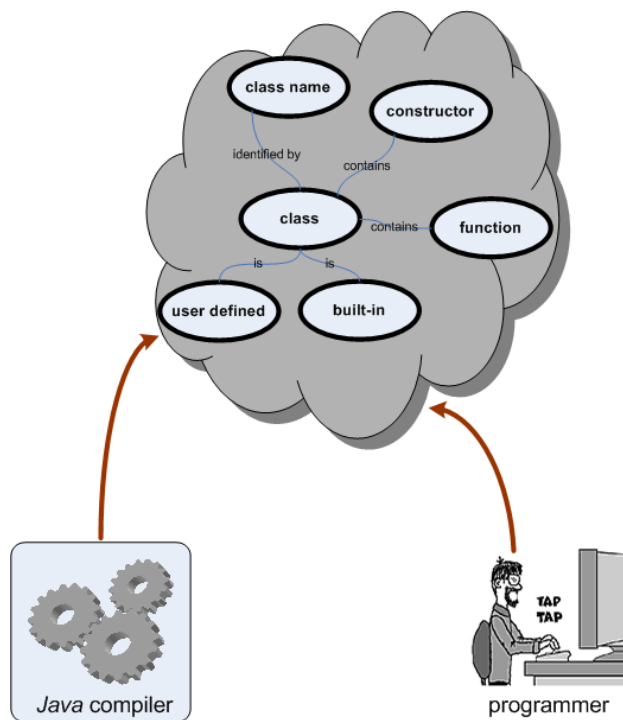 class name
constructor
identified by
contains
class
contains
function
is
is
user defined
built-in
TAP
TAP
Java compiler
programmer